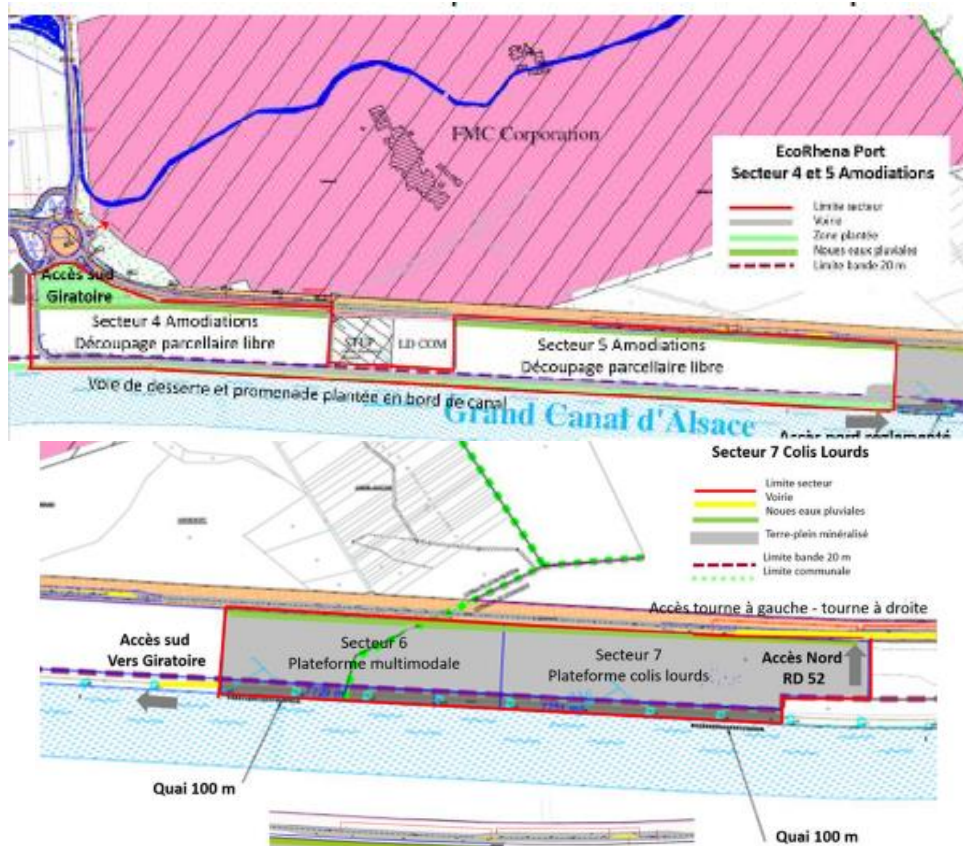 FMC Corporation
EcoRhena Port
Secteur 4 et 5 Amodiations
Limite secteur
Voirie
Zone plantée
Noues eaux pluviales
Limite bande 20 m
Accès sud
Giratoire
Secteur 4 Amodiations
Découpage parcellaire libre
STEP
LD COM
Secteur 5 Amodiations
Découpage parcellaire libre
Voie de desserte et promenade plantée en bord de canal
Grand Canal d'Alsace
Accès nord réglementé
Secteur 7 Colis Lourds
Limite secteur
Voirie
Noues eaux pluviales
Terre-plein minéralisé
Limite bande 20 m
Limite communale
Accès tourne à gauche - tourne à droite
Accès sud
Vers Giratoire
Secteur 6
Plateforme multimodale
Secteur 7
Plateforme colis lourds
Accès Nord
RD 52
Quai 100 m
Quai 100 m